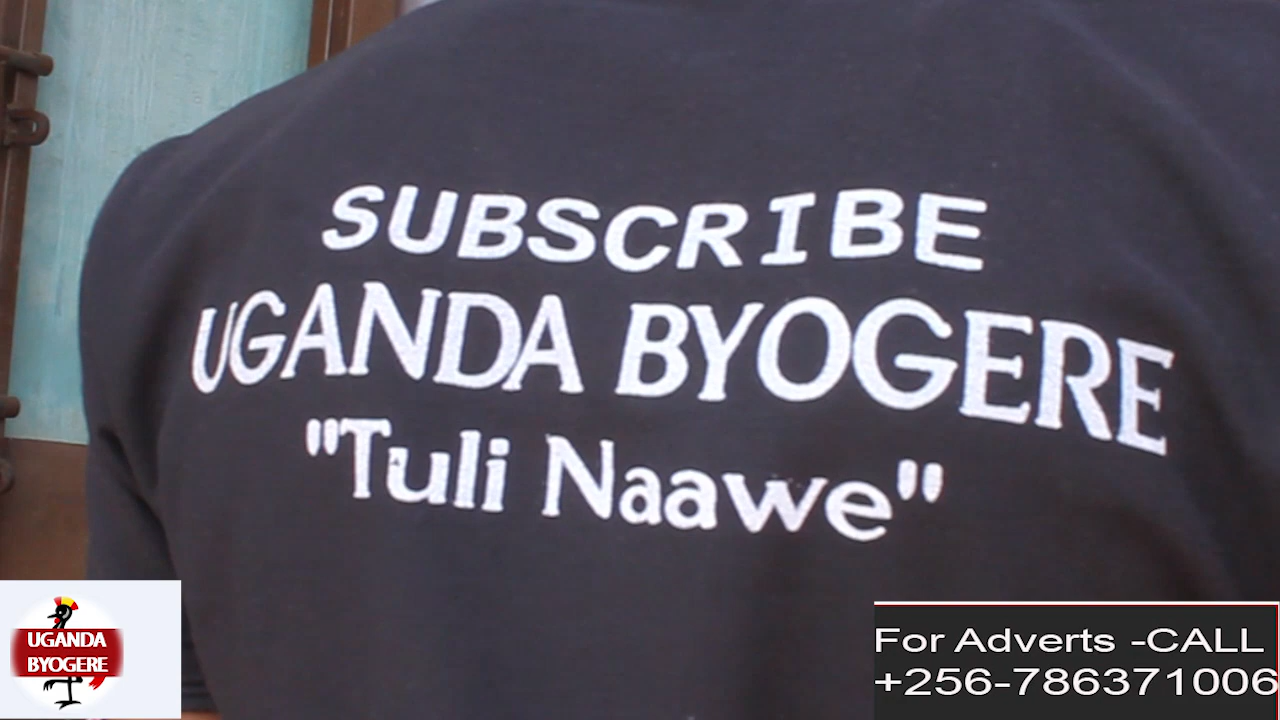 SUBSCRIBE
UGANDA BYOGERE
"Tuli Naawe"
UGANDA
BYOGERE
For Adverts -CALL
+256-786371006